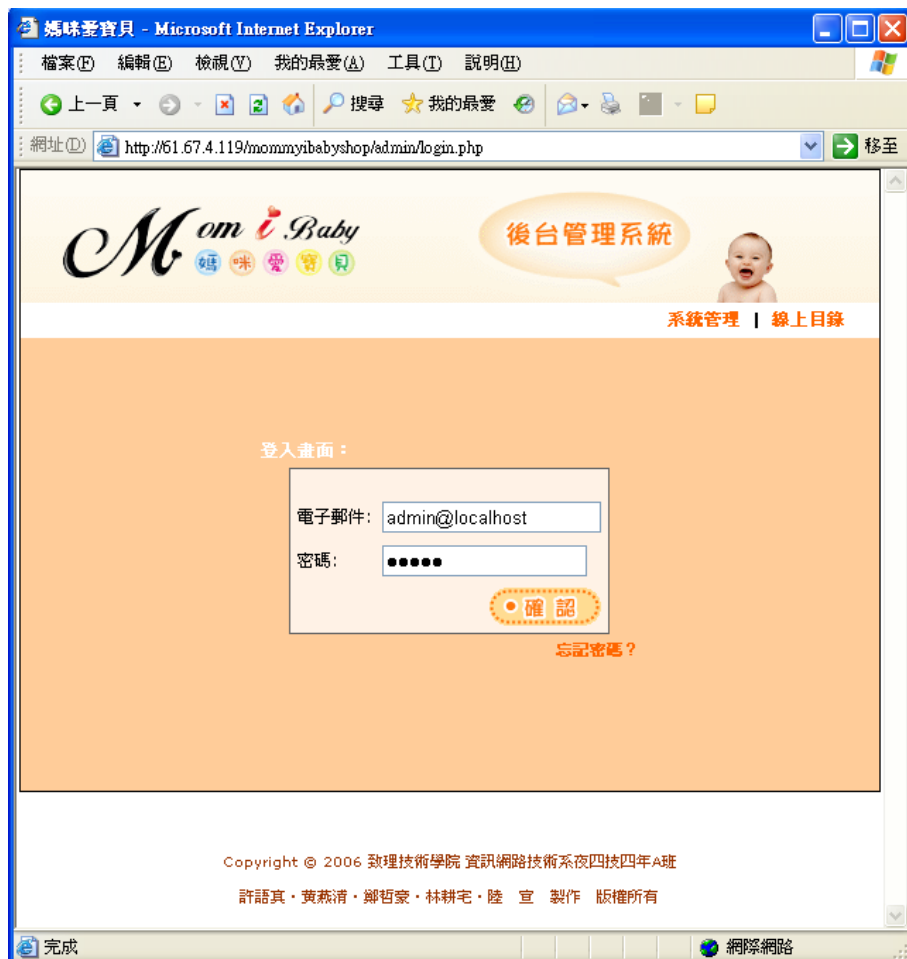 媽咪愛寶貝 - Microsoft Internet Explorer
檔案(F) 編輯(E) 檢視(V) 我的最愛(A) 工具(T) 說明(H)
上一頁 搜尋 我的最愛
網址(D) http://61.67.4.119/mommyibabyshop/admin/login.php 移至
Mom i Baby
媽咪愛寶貝
後台管理系統
系統管理 | 線上目錄
登入畫面：
電子郵件: admin@localhost
密碼: ●●●●●
確認
忘記密碼？
Copyright © 2006 致理技術學院 資訊網路技術系夜四技四年A班
許語真・黃燕清・鄭哲豪・林耕宅・陸 宣 製作 版權所有
完成 網際網路